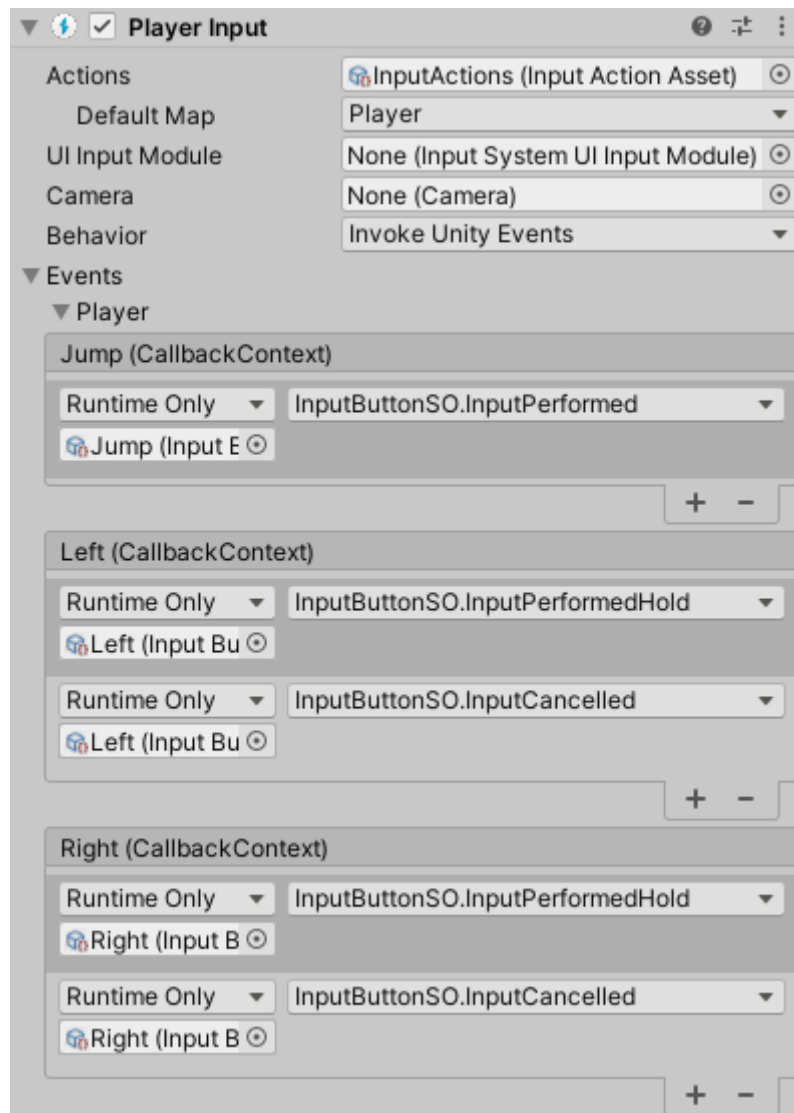 Player Input
Actions InputActions (Input Action Asset)
Default Map Player
UI Input Module None (Input System UI Input Module)
Camera None (Camera)
Behavior Invoke Unity Events
Events
Player
Jump (CallbackContext)
Runtime Only InputButtonSO.InputPerformed
Jump (Input E
+ -
Left (CallbackContext)
Runtime Only InputButtonSO.InputPerformedHold
Left (Input Bu
Runtime Only InputButtonSO.InputCancelled
Left (Input Bu
+ -
Right (CallbackContext)
Runtime Only InputButtonSO.InputPerformedHold
Right (Input B
Runtime Only InputButtonSO.InputCancelled
Right (Input B
+ -